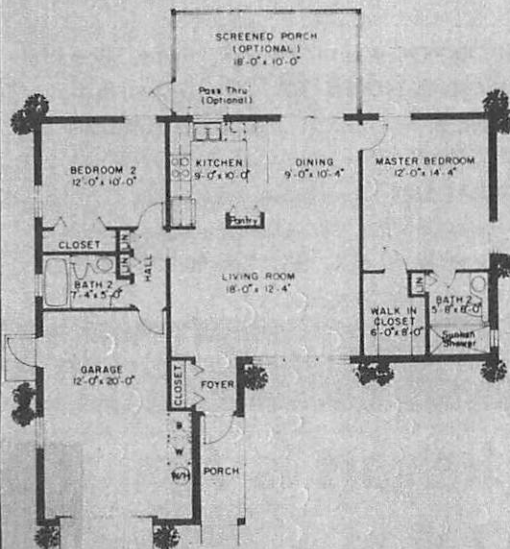 SCREENED PORCH
(OPTIONAL)
18'-0" x 10'-0"
Pass Thru
(Optional)
BEDROOM 2
12'-0" x 10'-0"
KITCHEN
9'-0" x 10'-0"
DINING
9'-0" x 10'-4"
MASTER BEDROOM
12'-0" x 14'-4"
Pantry
CLOSET
LIN
LIN
HALL
BATH 2
7'-4" x 5'-0"
LIVING ROOM
18'-0" x 12'-4"
WALK IN
CLOSET
6'-0" x 8'-0"
LIN
BATH 2
5'-8" x 8'-0"
Sunken
Shower
GARAGE
12'-0" x 20'-0"
CLOSET
FOYER
W
W/H
PORCH